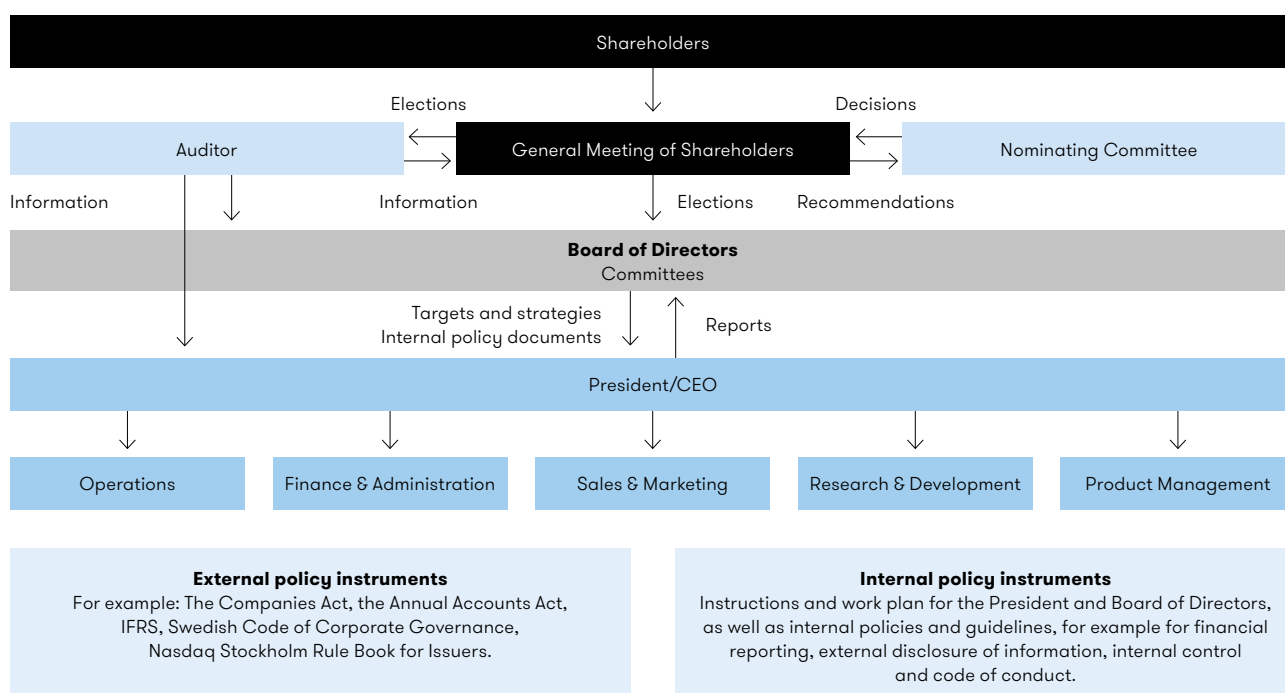 Shareholders
Elections
Decisions
Auditor
General Meeting of Shareholders
Nominating Committee
Information
Information
Elections
Recommendations
Board of Directors
Committees
Targets and strategies
Internal policy documents
Reports
President/CEO
Operations
Finance & Administration
Sales & Marketing
Research & Development
Product Management
External policy instruments
For example: The Companies Act, the Annual Accounts Act,
IFRS, Swedish Code of Corporate Governance,
Nasdaq Stockholm Rule Book for Issuers.
Internal policy instruments
Instructions and work plan for the President and Board of Directors,
as well as internal policies and guidelines, for example for financial
reporting, external disclosure of information, internal control
and code of conduct.